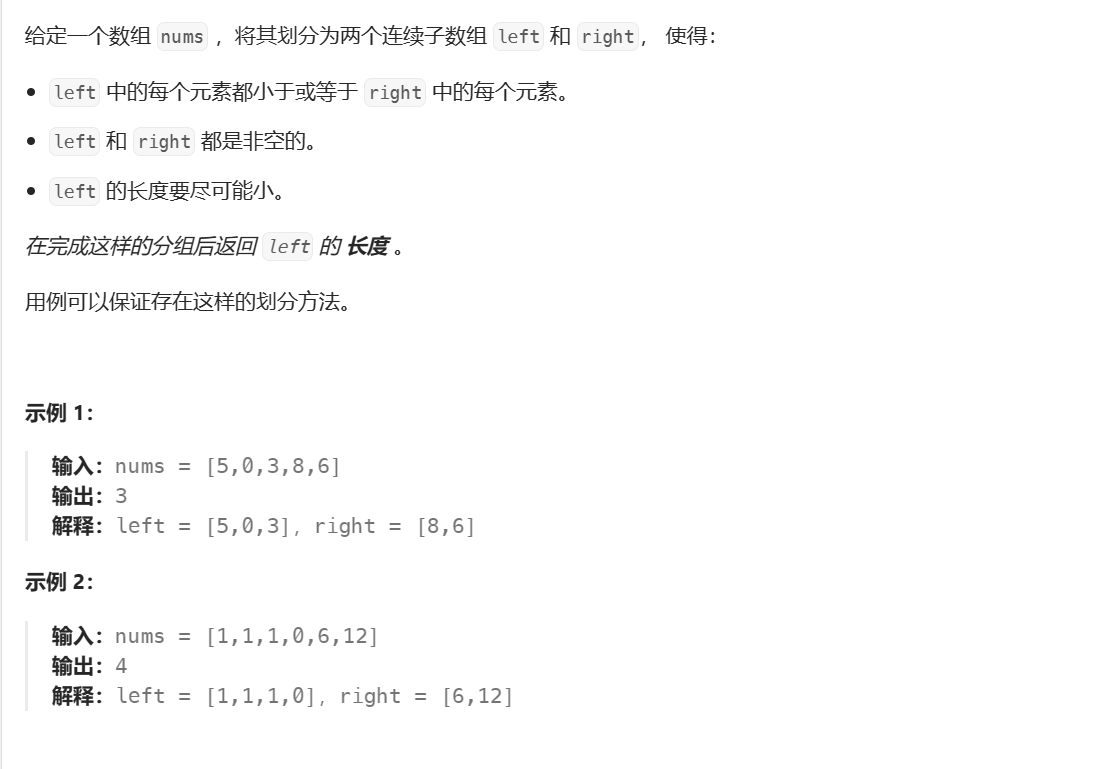 给定一个数组 nums ，将其划分为两个连续子数组 left 和 right， 使得：
left 中的每个元素都小于或等于 right 中的每个元素。
left 和 right 都是非空的。
left 的长度要尽可能小。
在完成这样的分组后返回 left 的 长度 。
用例可以保证存在这样的划分方法。
示例 1：
输入：nums = [5,0,3,8,6]
输出：3
解释：left = [5,0,3]，right = [8,6]
示例 2：
输入：nums = [1,1,1,0,6,12]
输出：4
解释：left = [1,1,1,0]，right = [6,12]